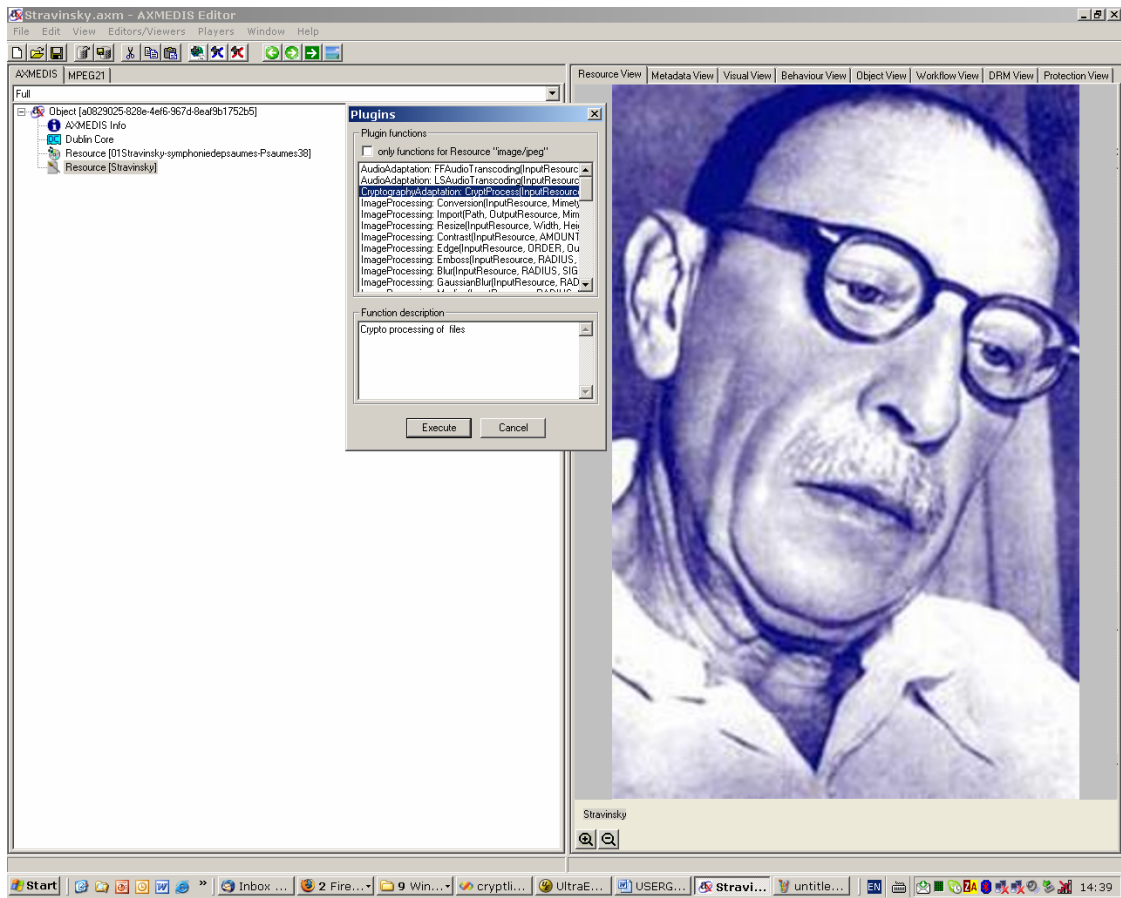 Stravinsky.axm - AXMEDIS Editor
File Edit View Editors/Viewers Players Window Help
AXMEDIS MPEG21
Full
Object [a0829025-828e-4ef6-967d-8eaf9b1752b5]
AXMEDIS Info
Dublin Core
Resource [01Stravinsky-symphoniedepsaumes-Psaumes38]
Resource [Stravinsky]
Plugins
Plugin functions
only functions for Resource "image/jpeg"
AudioAdaptation: FFAudioTranscoding(InputResourc
AudioAdaptation: LSAudioTranscoding(InputResourc
CryptographyAdaptation: CryptProcess(InputResource
ImageProcessing: Conversion(InputResource, Mimety
ImageProcessing: Import(Path, OutputResource, Mim
ImageProcessing: Resize(InputResource, Width, Heig
ImageProcessing: Contrast(InputResource, AMOUNT
ImageProcessing: Edge(InputResource, ORDER, Ou
ImageProcessing: Emboss(InputResource, RADIUS,
ImageProcessing: Blur(InputResource, RADIUS, SIG
ImageProcessing: GaussianBlur(InputResource, RAD
Function description
Crypto processing of files
Execute Cancel
Resource View Metadata View Visual View Behaviour View Object View Workflow View DRM View Protection View
Stravinsky
Start » Inbox ... 2 Fire... 9 Win... cryptli... UltraE... USERG... Stravi... untitle... EN ZA 14:39